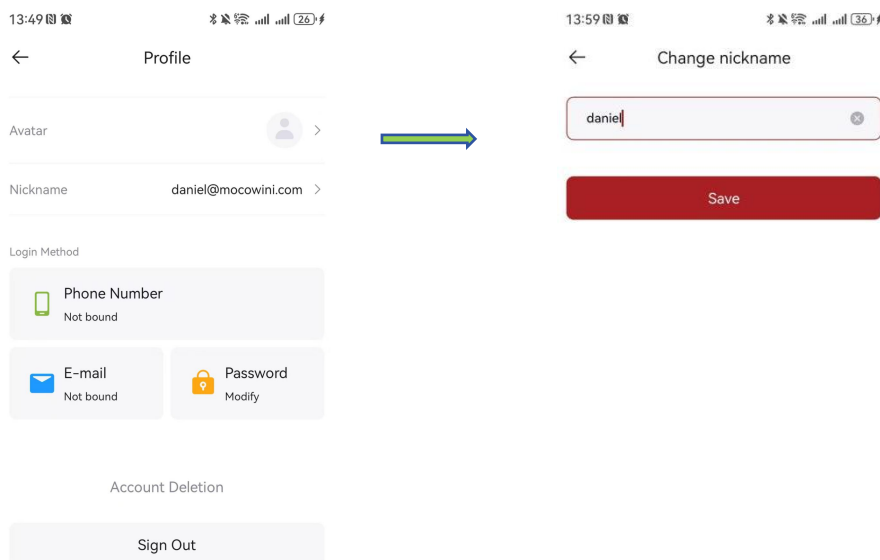 13:49
26
Profile
Avatar
Nickname
daniel@mocowini.com
Login Method
Phone Number
Not bound
E-mail
Not bound
Password
Modify
Account Deletion
Sign Out
13:59
36
Change nickname
daniel
Save